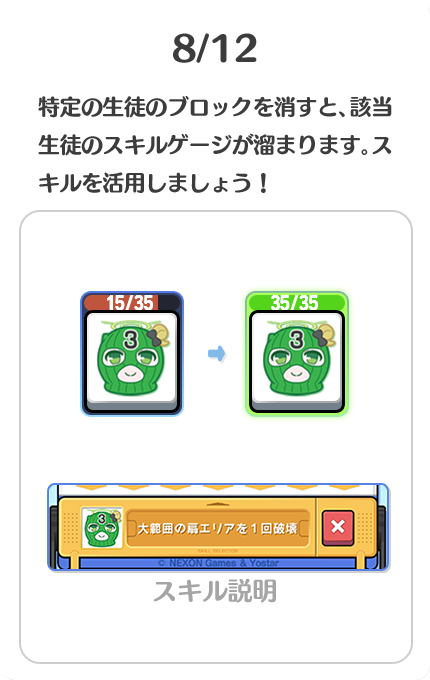 8/12
特定の生徒のブロックを消すと、該当
生徒のスキルゲージが溜まります。ス
キルを活用しましょう！
15/35
35/35
3
3
3
大範囲の扇エリアを１回破壊
SKILL SELECTION
© NEXON Games & Yostar
スキル説明